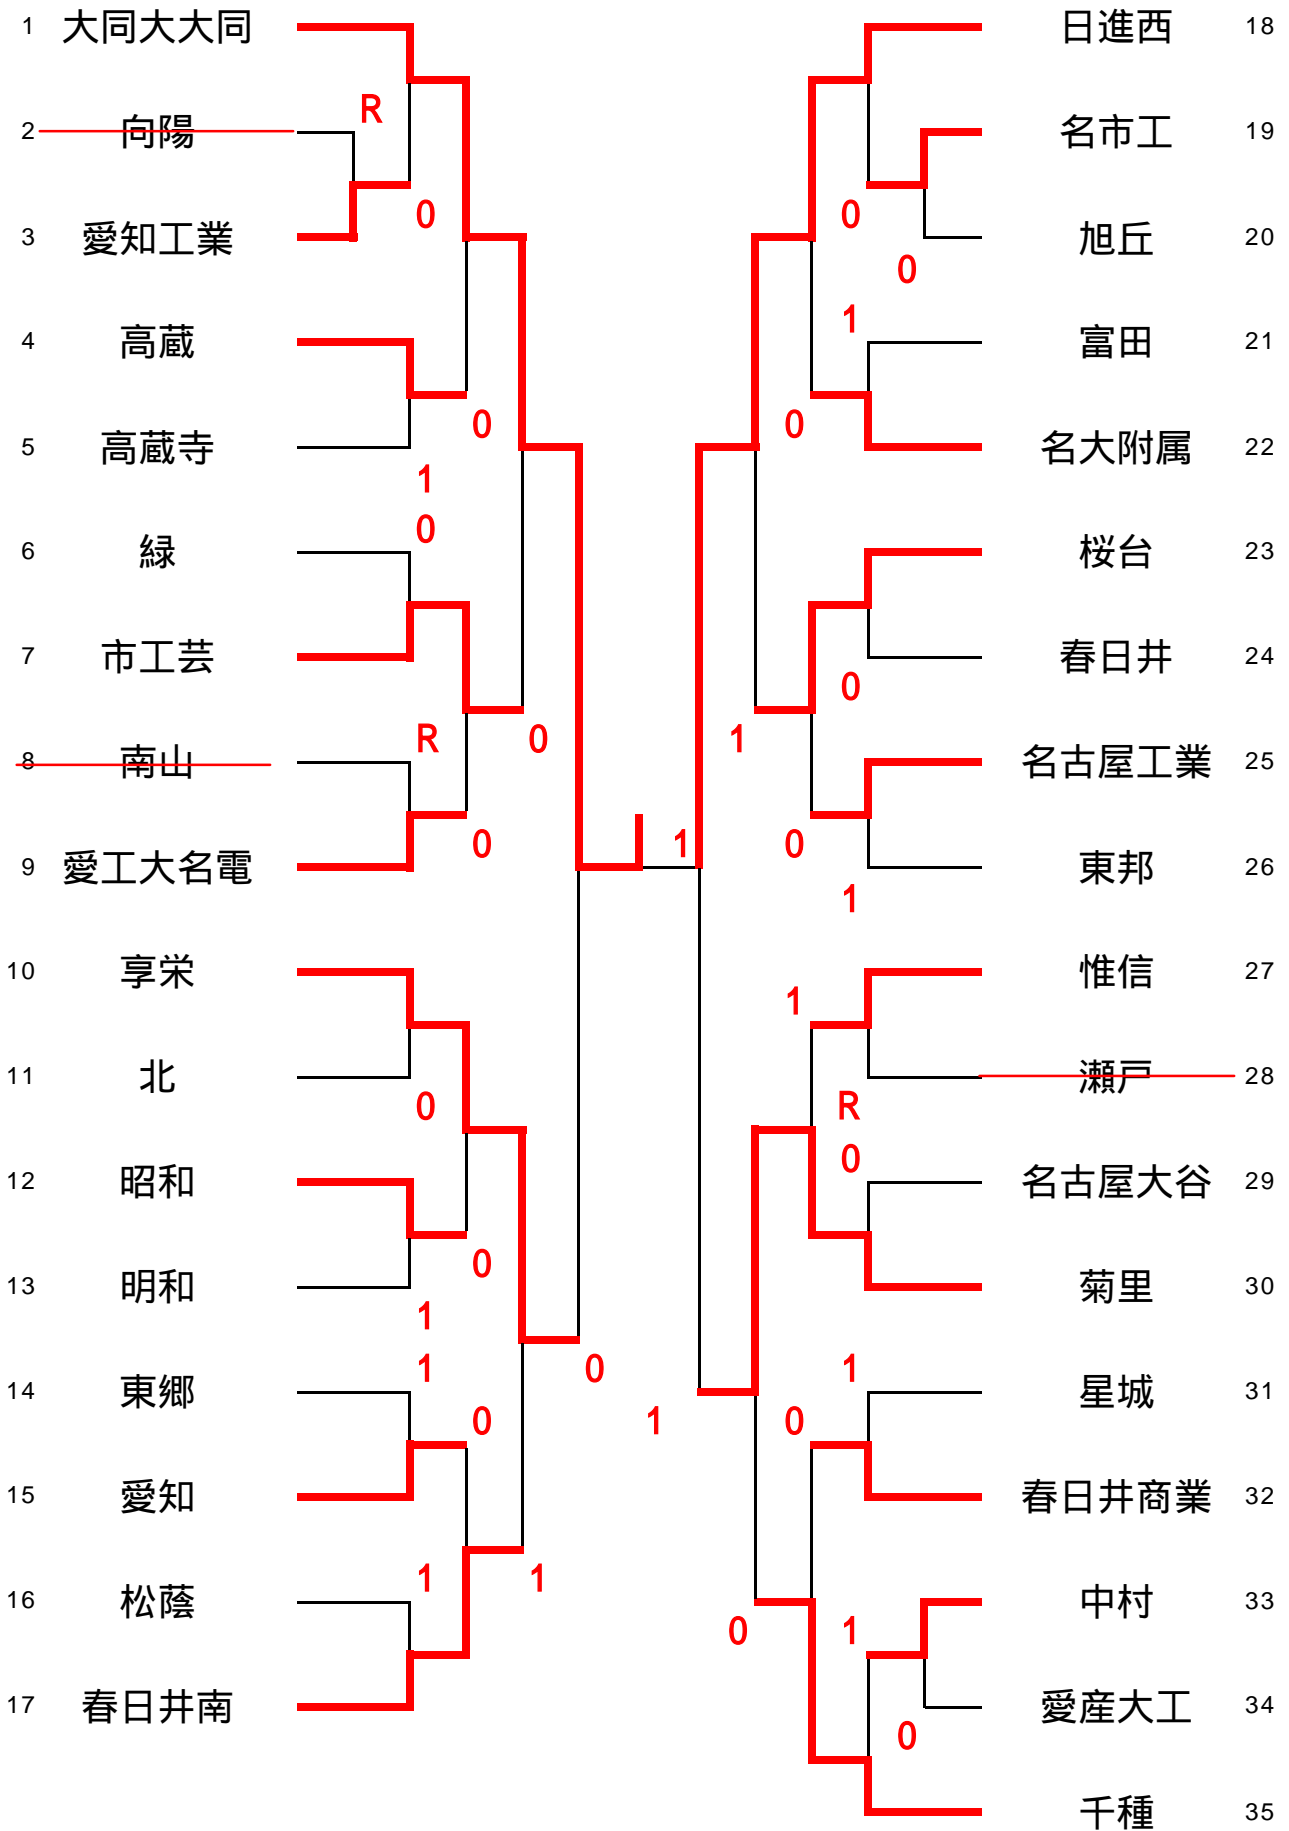 1 大同大大同
R
2 向陽
0
3 愛知工業
4 高蔵
0
5 高蔵寺
1
0
6 緑
7 市工芸
R
0
8 南山
0
9 愛工大名電
10 享栄
11 北
0
12 昭和
0
13 明和
1
1
14 東郷
0
0
15 愛知
1
1
16 松蔭
17 春日井南
日進西 18
名市工 19
0
旭丘 20
0
1
富田 21
0
名大附属 22
桜台 23
春日井 24
0
1
名古屋工業 25
1
0
東邦 26
1
惟信 27
1
瀬戸 28
R
0
名古屋大谷 29
菊里 30
1
星城 31
1
0
春日井商業 32
中村 33
0
1
愛産大工 34
0
千種 35